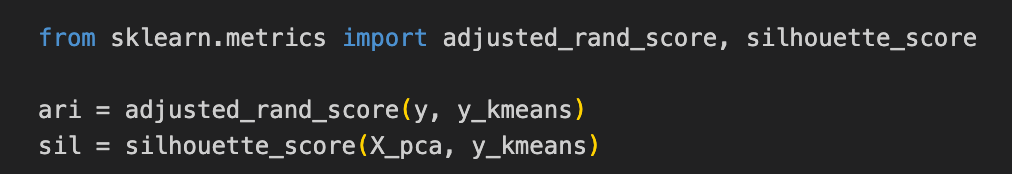 from sklearn.metrics import adjusted_rand_score, silhouette_score
ari = adjusted_rand_score(y, y_kmeans)
sil = silhouette_score(X_pca, y_kmeans)